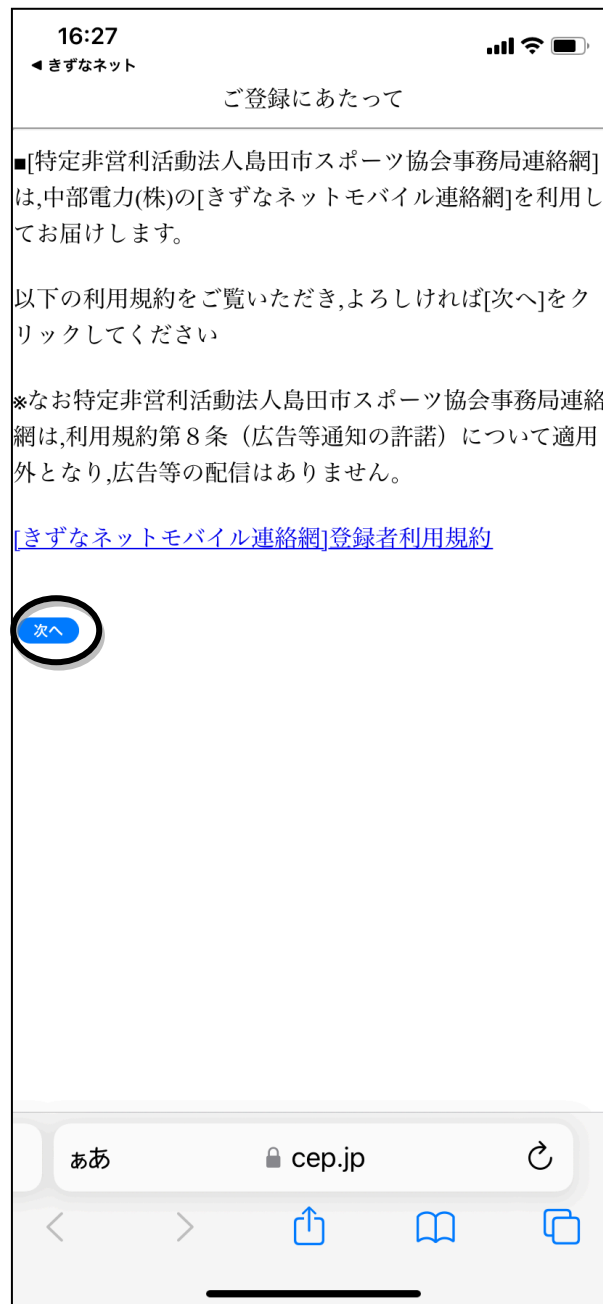 16:27
◀ きずなネット
ご登録にあたって
■[特定非営利活動法人島田市スポーツ協会事務局連絡網]
は,中部電力(株)の[きずなネットモバイル連絡網]を利用し
てお届けします。
以下の利用規約をご覧いただき,よろしければ[次へ]をク
リックしてください
※なお特定非営利活動法人島田市スポーツ協会事務局連絡
網は,利用規約第８条（広告等通知の許諾）について適用
外となり,広告等の配信はありません。
[きずなネットモバイル連絡網]登録者利用規約
次へ
ぁあ
cep.jp